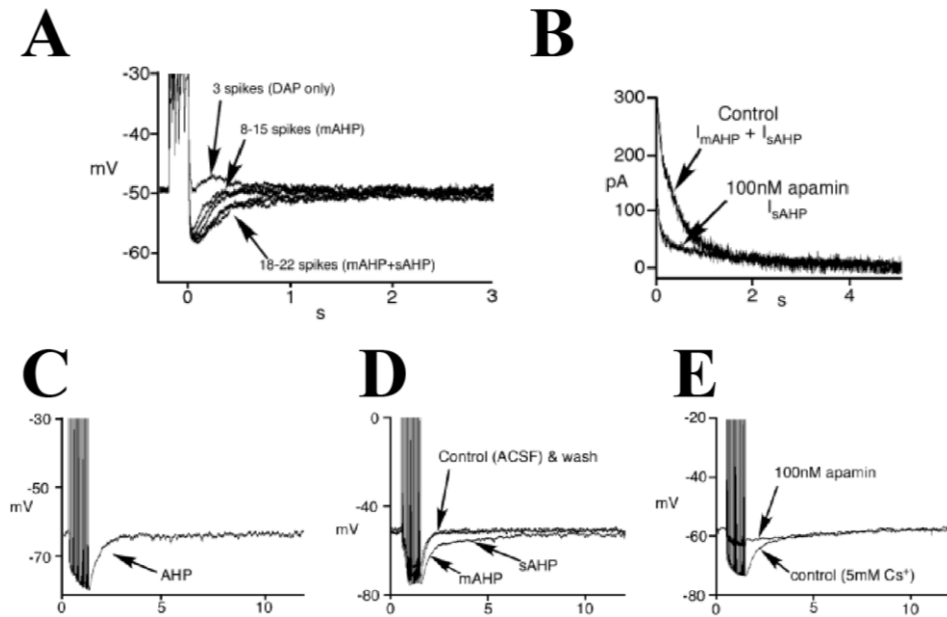 A
-30
-40
mV
-50
-60
3 spikes (DAP only)
8-15 spikes (mAHP)
18-22 spikes (mAHP+sAHP)
0 1 2 3
s
B
300
200
pA
100
0
Control
ImAHP + IsAHP
100nM apamin
IsAHP
0 2 4
s
C
-30
-50
mV
-70
AHP
0 5 10
D
0
-40
mV
-80
Control (ACSF) & wash
sAHP
mAHP
0 5 10
E
-20
-40
mV
-60
-80
100nM apamin
control (5mM Cs⁺)
0 5 10